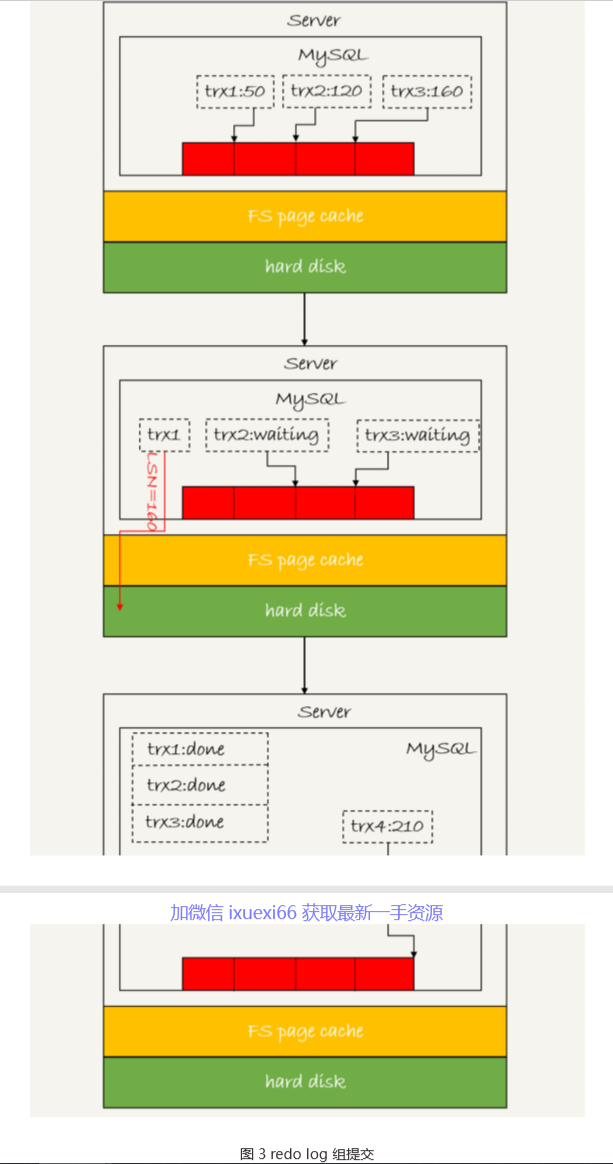 Server
MySQL
trx1:50 trx2:120 trx3:160
FS page cache
hard disk
Server
MySQL
trx1 trx2:waiting trx3:waiting
LSN=160
FS page cache
hard disk
Server
trx1:done MySQL
trx2:done
trx3:done trx4:210
加微信 ixuexi66 获取最新一手资源
FS page cache
hard disk
图 3 redo log 组提交